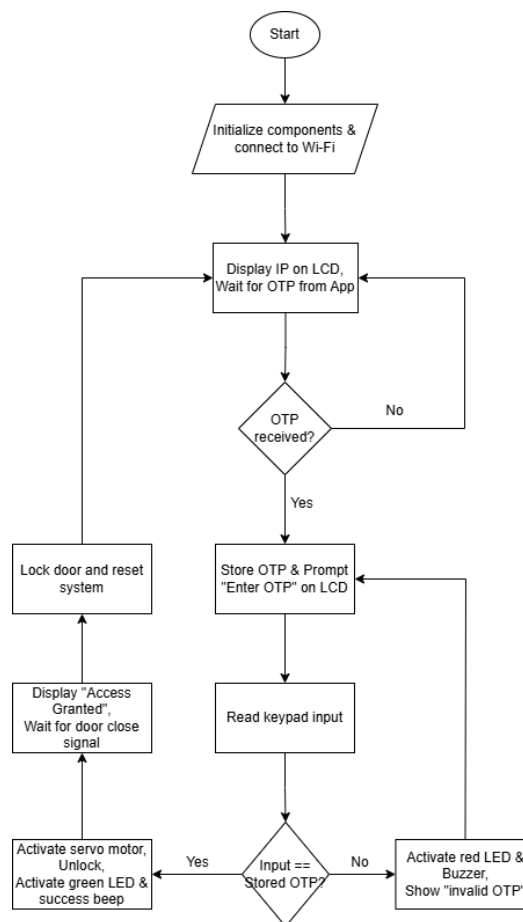 Start
Initialize components &
connect to Wi-Fi
Display IP on LCD,
Wait for OTP from App
OTP
received?
No
Yes
Lock door and reset
system
Store OTP & Prompt
"Enter OTP" on LCD
Display "Access
Granted",
Wait for door close
signal
Read keypad input
Activate servo motor,
Unlock,
Activate green LED &
success beep
Yes
Input ==
Stored OTP?
No
Activate red LED &
Buzzer,
Show "invalid OTP"